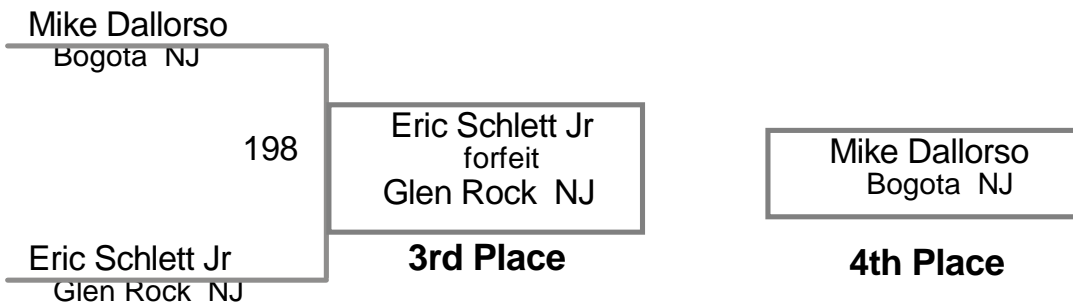 Mike Dallorso
Bogota NJ
198
Eric Schlett Jr
Glen Rock NJ
Eric Schlett Jr
forfeit
Glen Rock NJ
3rd Place
Mike Dallorso
Bogota NJ
4th Place